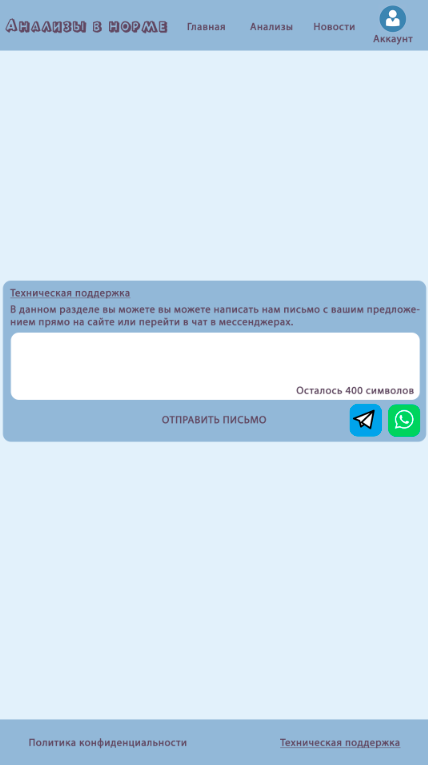 Анализы в норме
Главная
Анализы
Новости
Аккаунт
Техническая поддержка
В данном разделе вы можете вы можете написать нам письмо с вашим предложе-
нием прямо на сайте или перейти в чат в мессенджерах.
Осталось 400 символов
ОТПРАВИТЬ ПИСЬМО
Политика конфиденциальности
Техническая поддержка